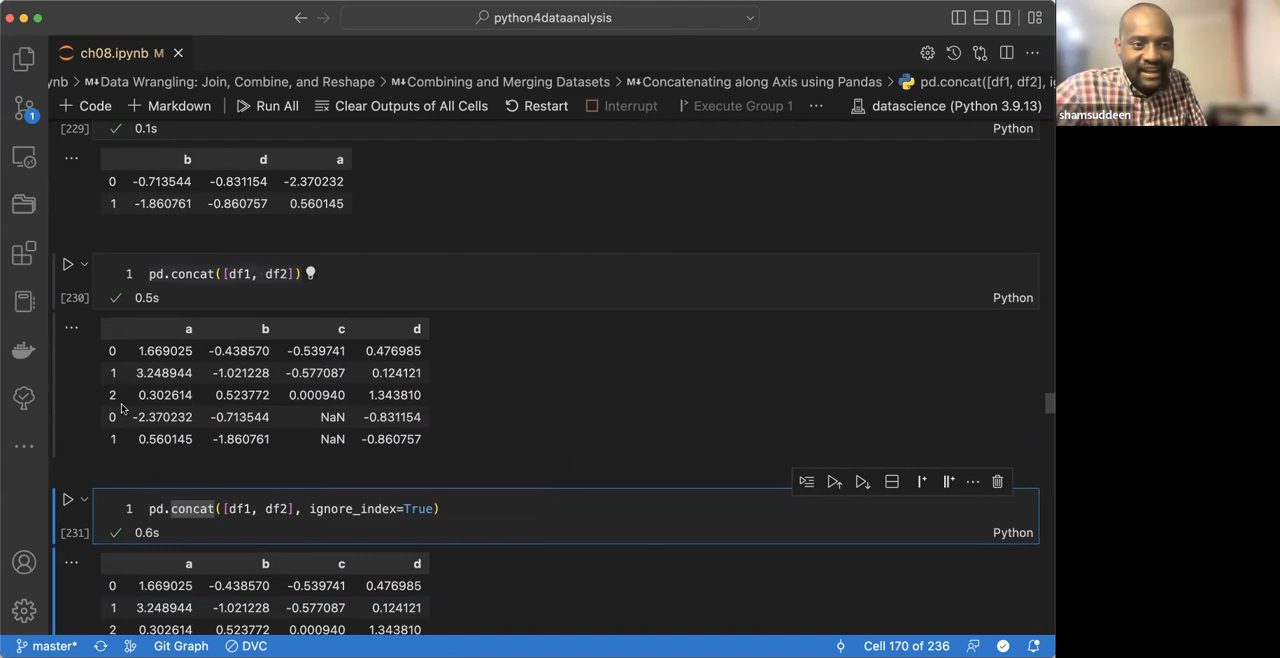 python4dataanalysis
ch08.ipynb M
ynb > M↓Data Wrangling: Join, Combine, and Reshape > M↓Combining and Merging Datasets > M↓Concatenating along Axis using Pandas > pd.concat([df1, df2], ig
+ Code + Markdown Run All Clear Outputs of All Cells Restart Interrupt Execute Group 1 ... datascience (Python 3.9.13)
[229] 0.1s Python
b d a
0 -0.713544 -0.831154 -2.370232
1 -1.860761 -0.860757 0.560145
1 pd.concat([df1, df2])
[230] 0.5s Python
a b c d
0 1.669025 -0.438570 -0.539741 0.476985
1 3.248944 -1.021228 -0.577087 0.124121
2 0.302614 0.523772 0.000940 1.343810
0 -2.370232 -0.713544 NaN -0.831154
1 0.560145 -1.860761 NaN -0.860757
1 pd.concat([df1, df2], ignore_index=True)
[231] 0.6s Python
a b c d
0 1.669025 -0.438570 -0.539741 0.476985
1 3.248944 -1.021228 -0.577087 0.124121
2 0.302614 0.523772 0.000940 1.343810
master* Git Graph DVC Cell 170 of 236
1
shamsuddeen